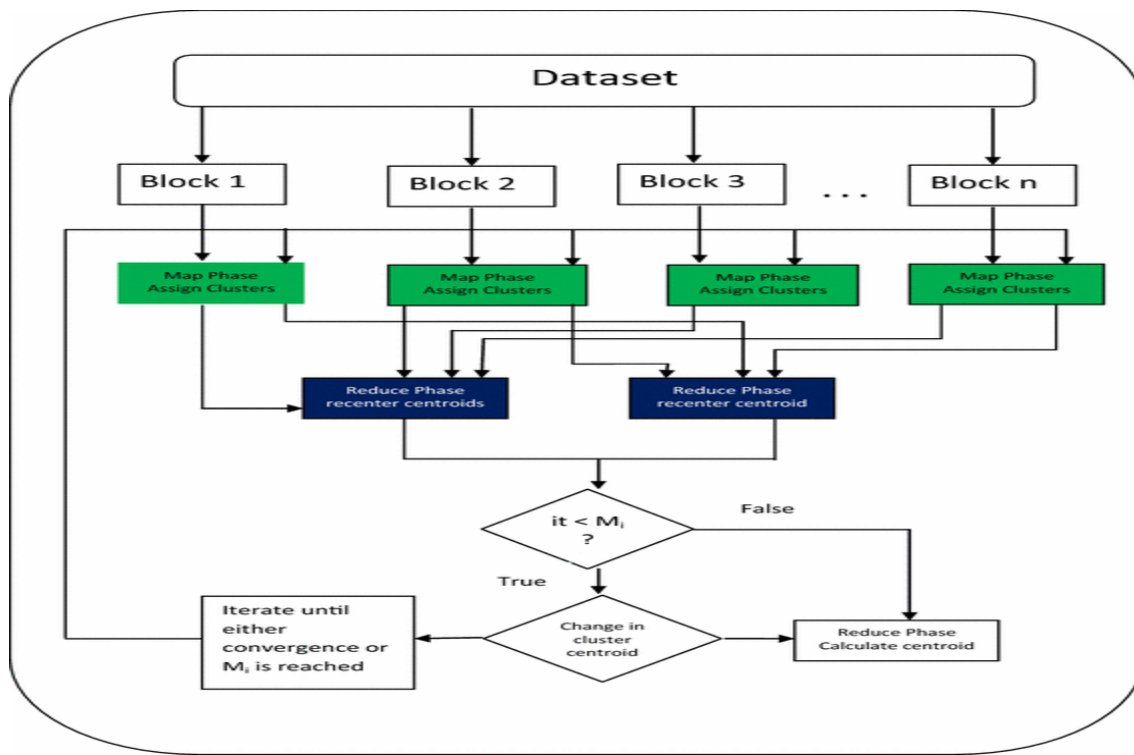 Dataset
Block 1
Block 2
Block 3
...
Block n
Map Phase
Assign Clusters
Map Phase
Assign Clusters
Map Phase
Assign Clusters
Map Phase
Assign Clusters
Reduce Phase
recenter centroids
Reduce Phase
recenter centroid
it < Mᵢ
?
False
True
Iterate until
either
convergence or
Mᵢ is reached
Change in
cluster
centroid
Reduce Phase
Calculate centroid